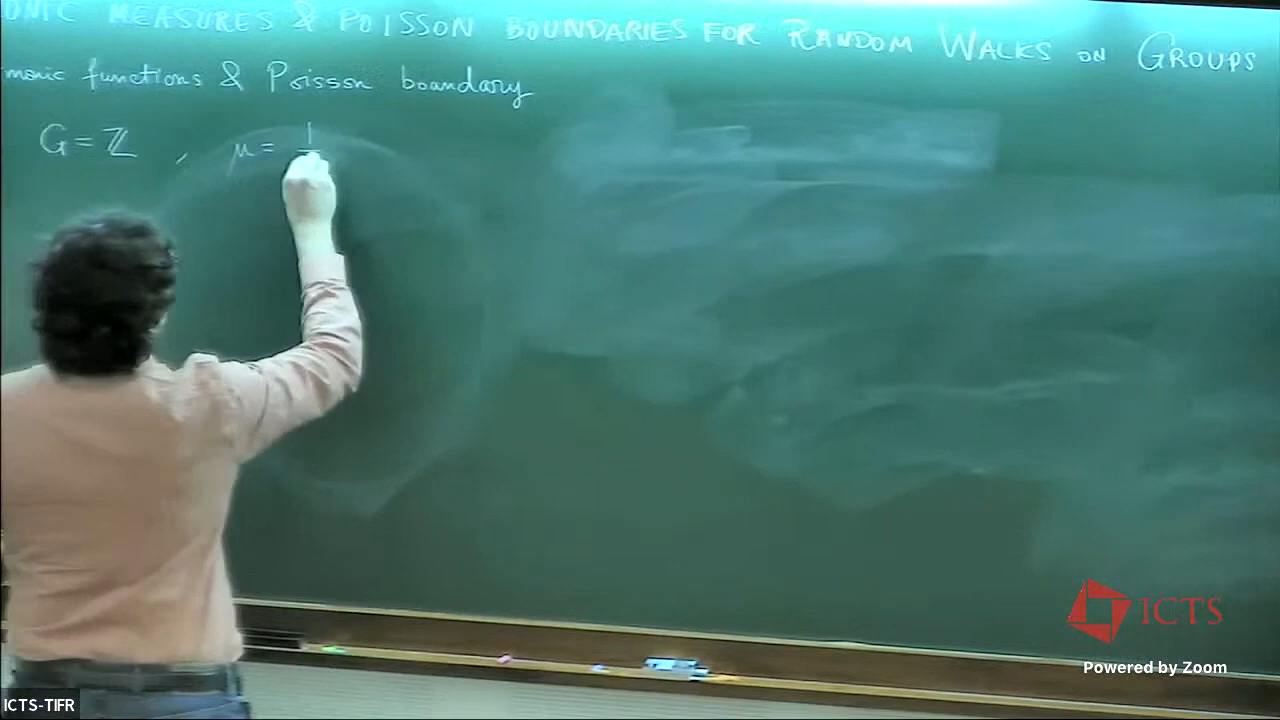 ONIC MEASURES & POISSON BOUNDARIES FOR RANDOM WALKS ON GROUPS
monic functions & Poisson boundary
G = ℤ , μ = 1
ICTS
Powered by Zoom
ICTS-TIFR